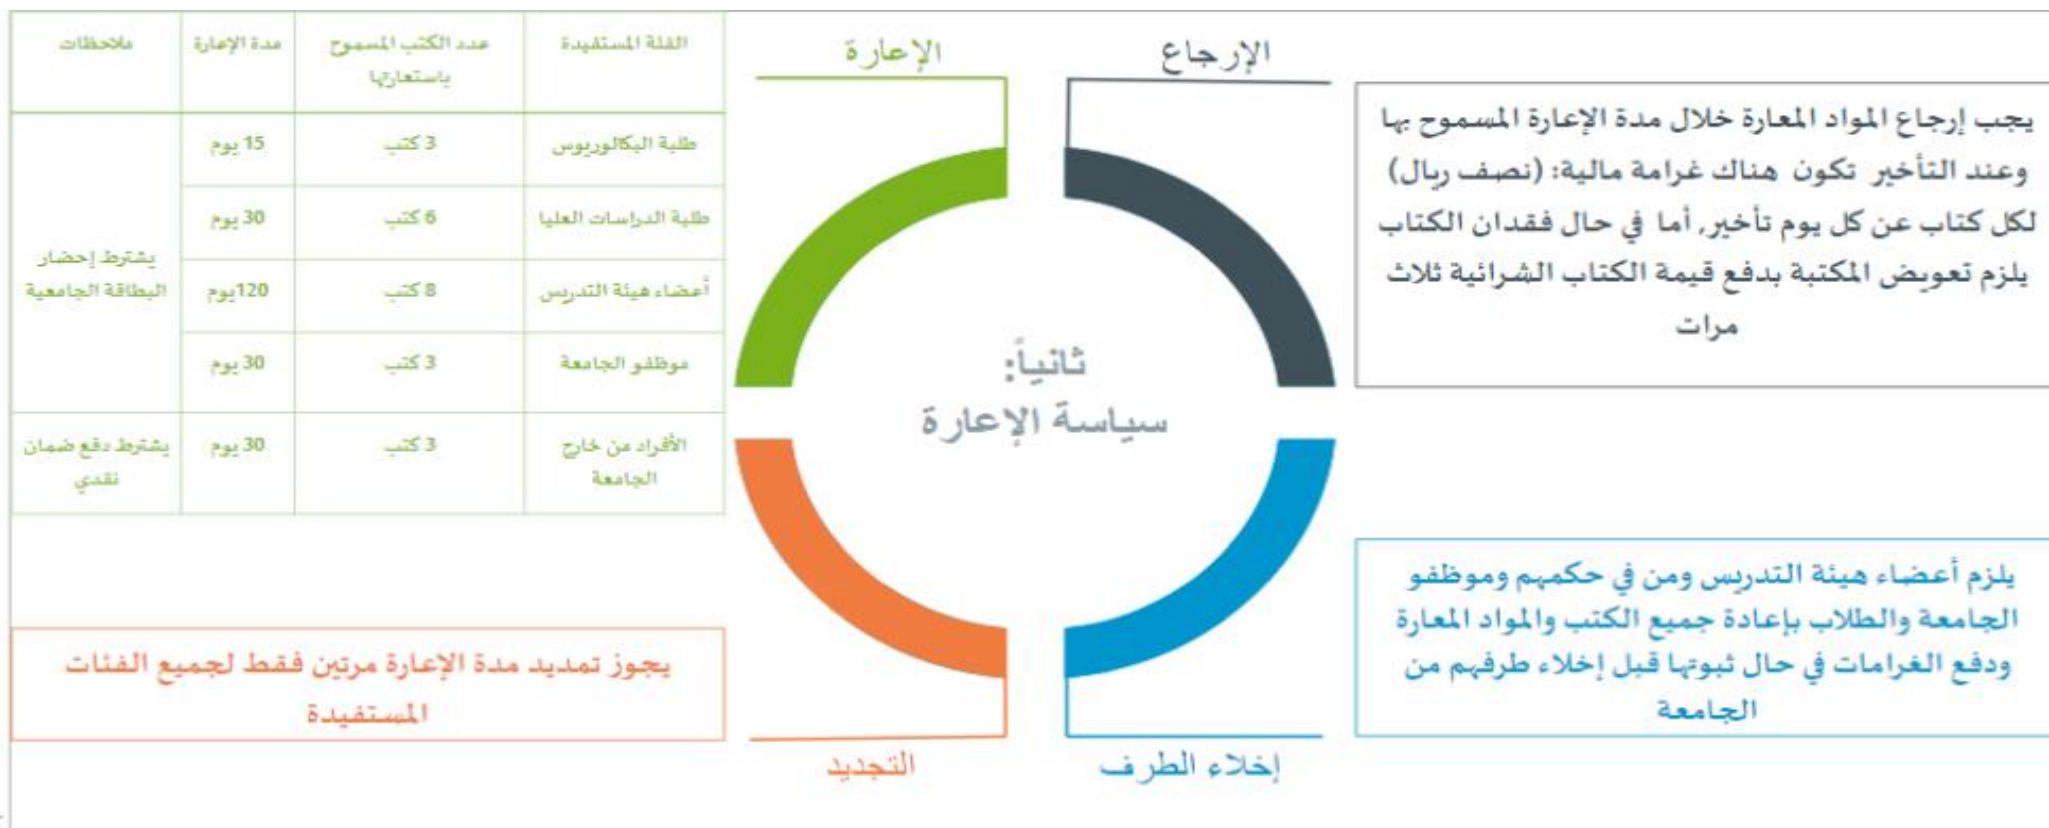 الإرجاع
يجب إرجاع المواد المعارة خلال مدة الإعارة المسموح بها
وعند التأخير تكون هناك غرامة مالية: (نصف ريال)
لكل كتاب عن كل يوم تأخير, أما في حال فقدان الكتاب
يلزم تعويض المكتبة بدفع قيمة الكتاب الشرائية ثلاث
مرات
الإعارة
الفئة المستفيدة عدد الكتب المسموح باستعارتها مدة الإعارة ملاحظات
طلبة البكالوريوس 3 كتب 15 يوم
طلبة الدراسات العليا 6 كتب 30 يوم
يشترط إحضار
البطاقة الجامعية
أعضاء هيئة التدريس 8 كتب 120يوم
موظفو الجامعة 3 كتب 30 يوم
الأفراد من خارج الجامعة 3 كتب 30 يوم يشترط دفع ضمان نقدي
ثانياً:
سياسة الإعارة
يلزم أعضاء هيئة التدريس ومن في حكمهم وموظفو
الجامعة والطلاب بإعادة جميع الكتب والمواد المعارة
ودفع الغرامات في حال ثبوتها قبل إخلاء طرفهم من
الجامعة
إخلاء الطرف
يجوز تمديد مدة الإعارة مرتين فقط لجميع الفئات
المستفيدة
التجديد